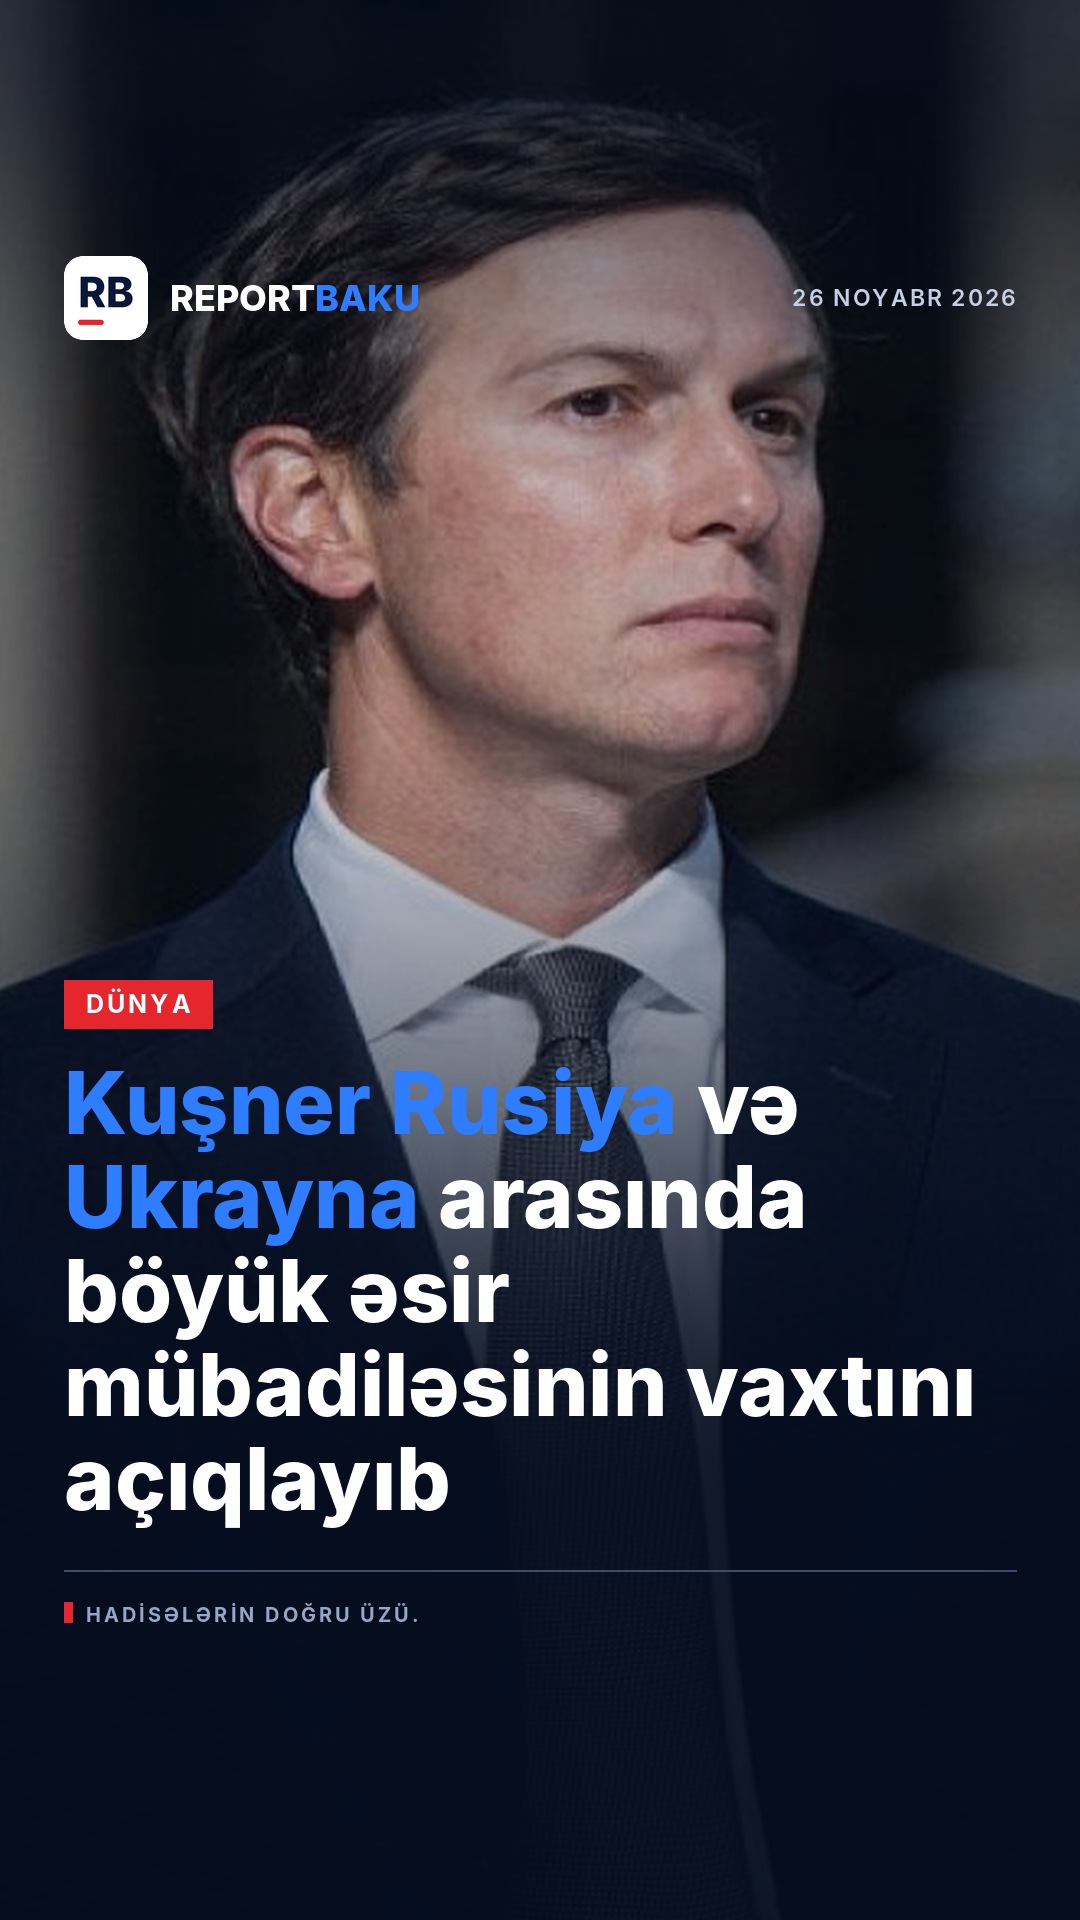 RB
REPORTBAKU
26 NOYABR 2026
DÜNYA
Kuşner Rusiya və
Ukrayna arasında
böyük əsir
mübadiləsinin vaxtını
açıqlayıb
HADİSƏLƏRİN DOĞRU ÜZÜ.